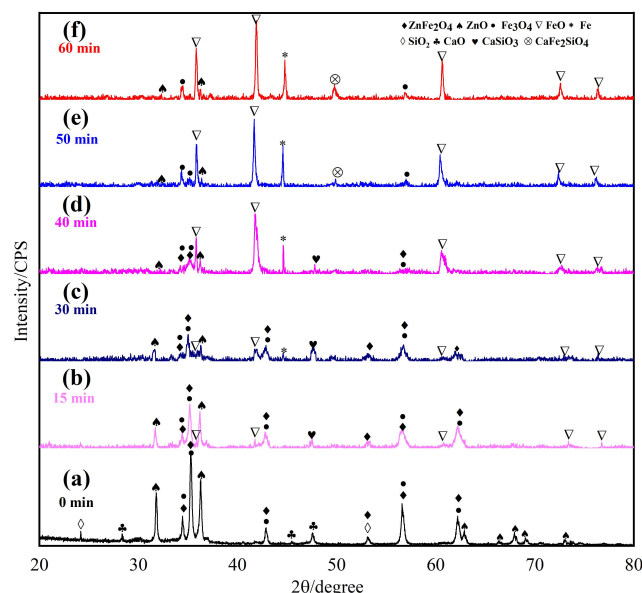 ♦ZnFe₂O₄ ♠ZnO ● Fe₃O₄ ▽ FeO * Fe
◊SiO₂ ♣ CaO ♥ CaSiO₃ ⊗ CaFe₂SiO₄
(f)
60 min
(e)
50 min
(d)
40 min
(c)
30 min
(b)
15 min
(a)
0 min
Intensity/CPS
20 30 40 50 60 70 80
2θ/degree